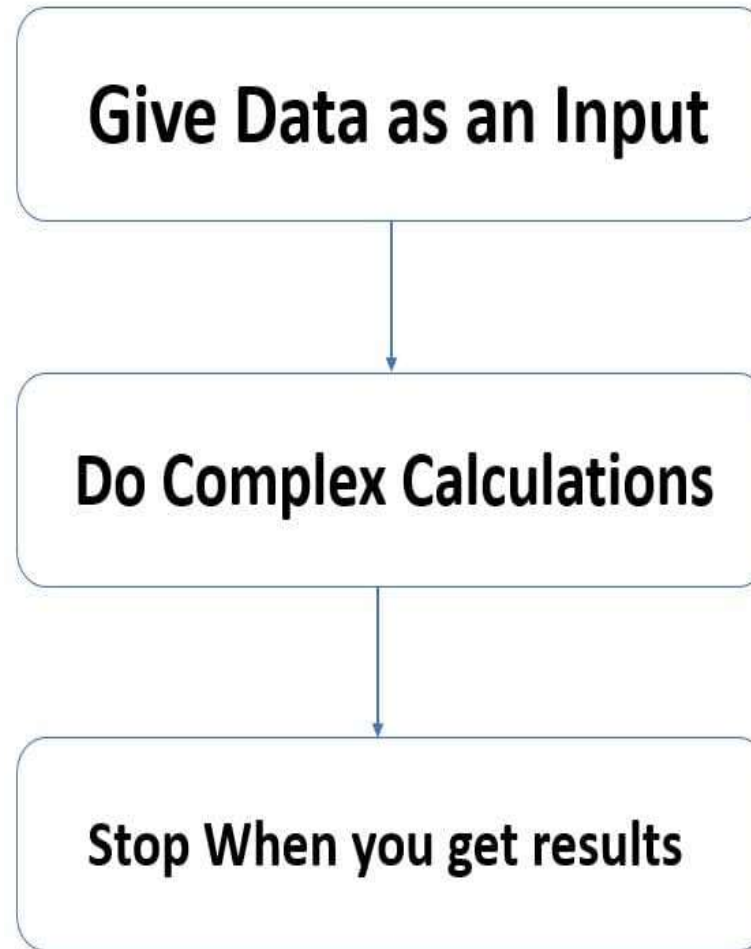 Give Data as an Input
Do Complex Calculations
Stop When you get results